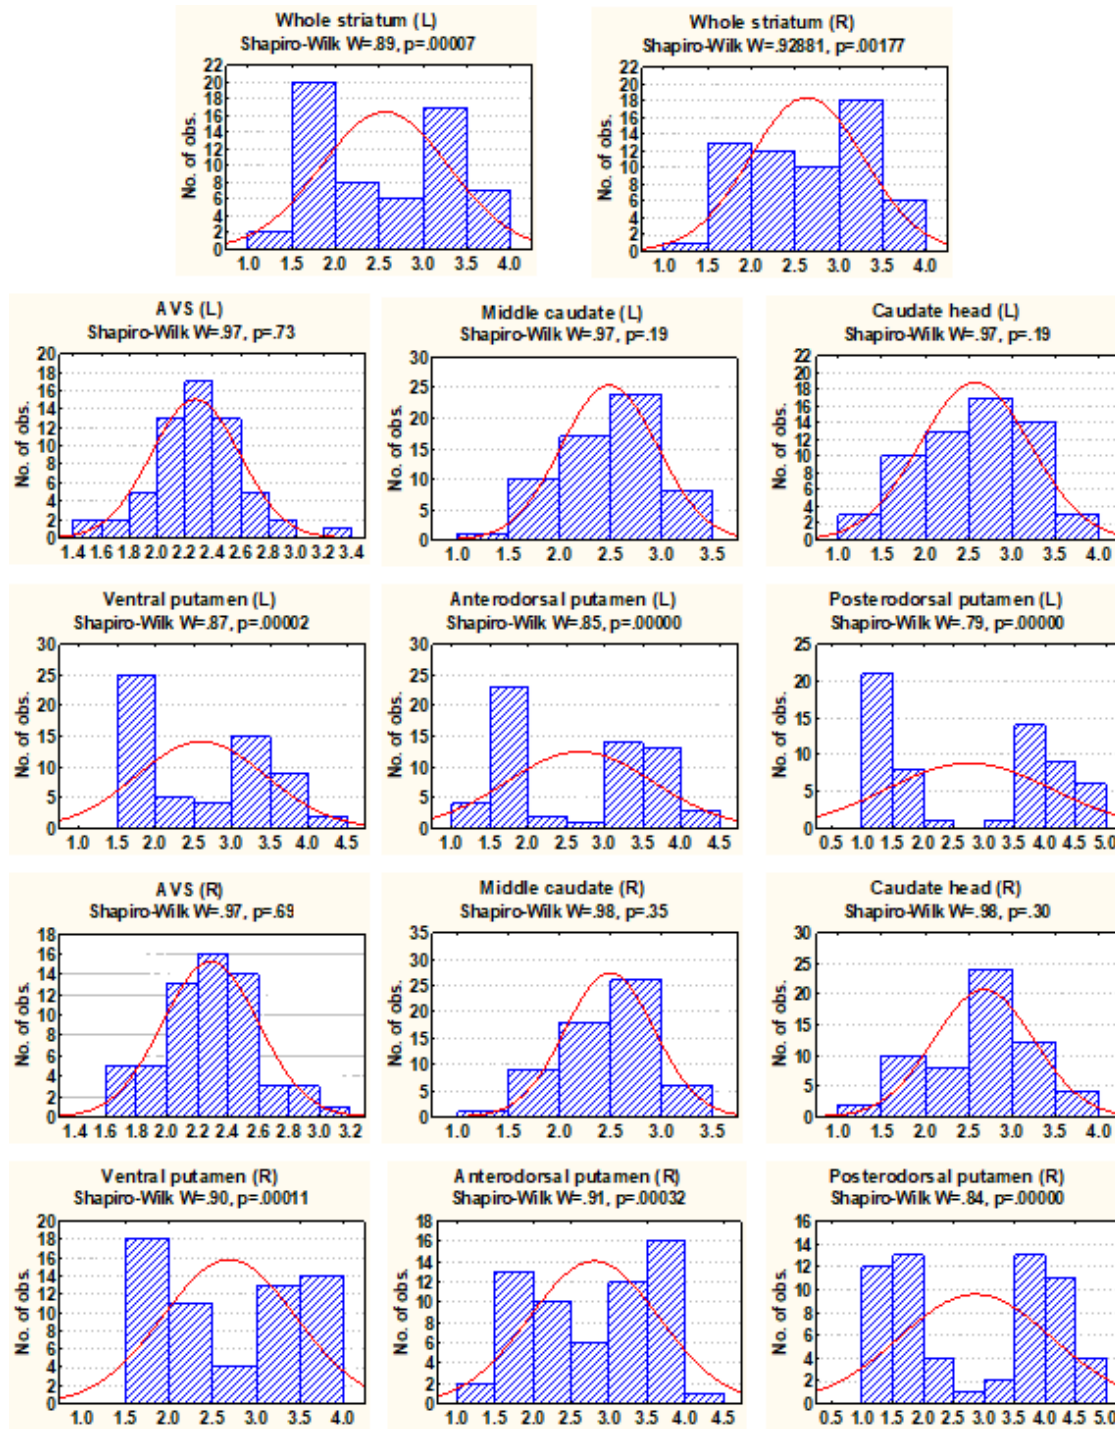 Whole striatum (L)
Shapiro-Wilk W=.89, p=.00007
No. of obs.
22
20
18
16
14
12
10
8
6
4
2
0
1.0 1.5 2.0 2.5 3.0 3.5 4.0
Whole striatum (R)
Shapiro-Wilk W=.92881, p=.00177
No. of obs.
22
20
18
16
14
12
10
8
6
4
2
0
1.0 1.5 2.0 2.5 3.0 3.5 4.0
AVS (L)
Shapiro-Wilk W=.97, p=.73
No. of obs.
20
18
16
14
12
10
8
6
4
2
0
1.4 1.6 1.8 2.0 2.2 2.4 2.6 2.8 3.0 3.2 3.4
Middle caudate (L)
Shapiro-Wilk W=.97, p=.19
No. of obs.
30
25
20
15
10
5
0
1.0 1.5 2.0 2.5 3.0 3.5
Caudate head (L)
Shapiro-Wilk W=.97, p=.19
No. of obs.
22
20
18
16
14
12
10
8
6
4
2
0
1.0 1.5 2.0 2.5 3.0 3.5 4.0
Ventral putamen (L)
Shapiro-Wilk W=.87, p=.00002
No. of obs.
30
25
20
15
10
5
0
1.0 1.5 2.0 2.5 3.0 3.5 4.0 4.5
Anterodorsal putamen (L)
Shapiro-Wilk W=.85, p=.00000
No. of obs.
30
25
20
15
10
5
0
1.0 1.5 2.0 2.5 3.0 3.5 4.0 4.5
Posterodorsal putamen (L)
Shapiro-Wilk W=.79, p=.00000
No. of obs.
25
20
15
10
5
0
0.5 1.0 1.5 2.0 2.5 3.0 3.5 4.0 4.5 5.0
AVS (R)
Shapiro-Wilk W=.97, p=.69
No. of obs.
18
16
14
12
10
8
6
4
2
0
1.4 1.6 1.8 2.0 2.2 2.4 2.6 2.8 3.0 3.2
Middle caudate (R)
Shapiro-Wilk W=.98, p=.35
No. of obs.
35
30
25
20
15
10
5
0
1.0 1.5 2.0 2.5 3.0 3.5
Caudate head (R)
Shapiro-Wilk W=.98, p=.30
No. of obs.
30
25
20
15
10
5
0
1.0 1.5 2.0 2.5 3.0 3.5 4.0
Ventral putamen (R)
Shapiro-Wilk W=.90, p=.00011
No. of obs.
20
18
16
14
12
10
8
6
4
2
0
1.0 1.5 2.0 2.5 3.0 3.5 4.0
Anterodorsal putamen (R)
Shapiro-Wilk W=.91, p=.00032
No. of obs.
18
16
14
12
10
8
6
4
2
0
1.0 1.5 2.0 2.5 3.0 3.5 4.0 4.5
Posterodorsal putamen (R)
Shapiro-Wilk W=.84, p=.00000
No. of obs.
16
14
12
10
8
6
4
2
0
0.5 1.0 1.5 2.0 2.5 3.0 3.5 4.0 4.5 5.0